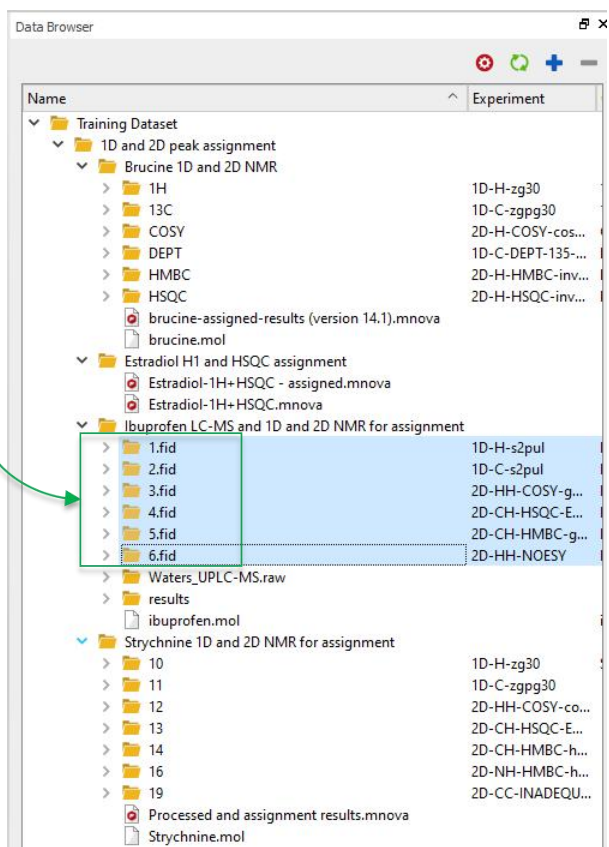 Data Browser
Name Experiment
Training Dataset
1D and 2D peak assignment
Brucine 1D and 2D NMR
1H 1D-H-zg30
13C 1D-C-zgpg30
COSY 2D-H-COSY-cos...
DEPT 1D-C-DEPT-135-...
HMBC 2D-H-HMBC-inv...
HSQC 2D-H-HSQC-inv...
brucine-assigned-results (version 14.1).mnova
brucine.mol
Estradiol H1 and HSQC assignment
Estradiol-1H+HSQC - assigned.mnova
Estradiol-1H+HSQC.mnova
Ibuprofen LC-MS and 1D and 2D NMR for assignment
1.fid 1D-H-s2pul
2.fid 1D-C-s2pul
3.fid 2D-HH-COSY-g...
4.fid 2D-CH-HSQC-E...
5.fid 2D-CH-HMBC-g...
6.fid 2D-HH-NOESY
Waters_UPLC-MS.raw
results
ibuprofen.mol
Strychnine 1D and 2D NMR for assignment
10 1D-H-zg30
11 1D-C-zgpg30
12 2D-HH-COSY-co...
13 2D-CH-HSQC-E...
14 2D-CH-HMBC-h...
16 2D-NH-HMBC-h...
19 2D-CC-INADEQU...
Processed and assignment results.mnova
Strychnine.mol